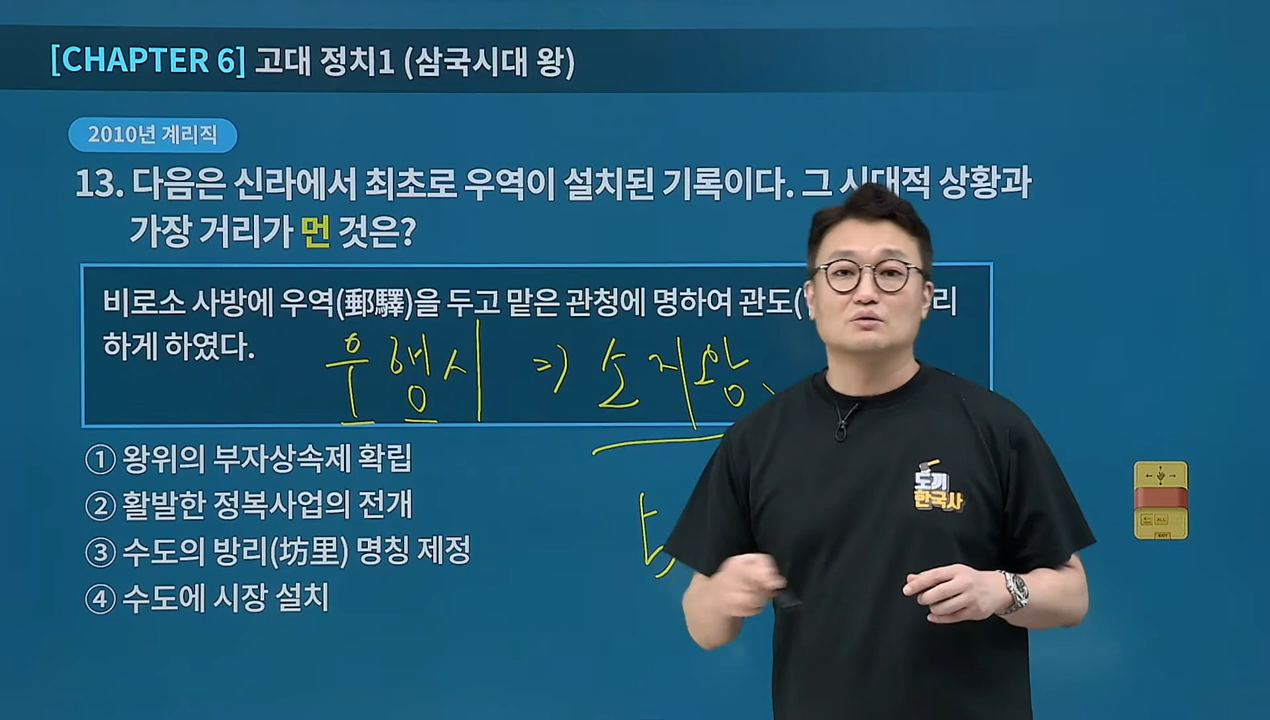 [CHAPTER 6] 고대 정치1 (삼국시대 왕)
2010년 계리직
13. 다음은 신라에서 최초로 우역이 설치된 기록이다. 그 시대적 상황과
가장 거리가 먼 것은?
비로소 사방에 우역(郵驛)을 두고 맡은 관청에 명하여 관도( 리
하게 하였다.
우 행 시 => 소지왕
① 왕위의 부자상속제 확립
② 활발한 정복사업의 전개
③ 수도의 방리(坊里) 명칭 제정
④ 수도에 시장 설치
도끼
한국사
ALL